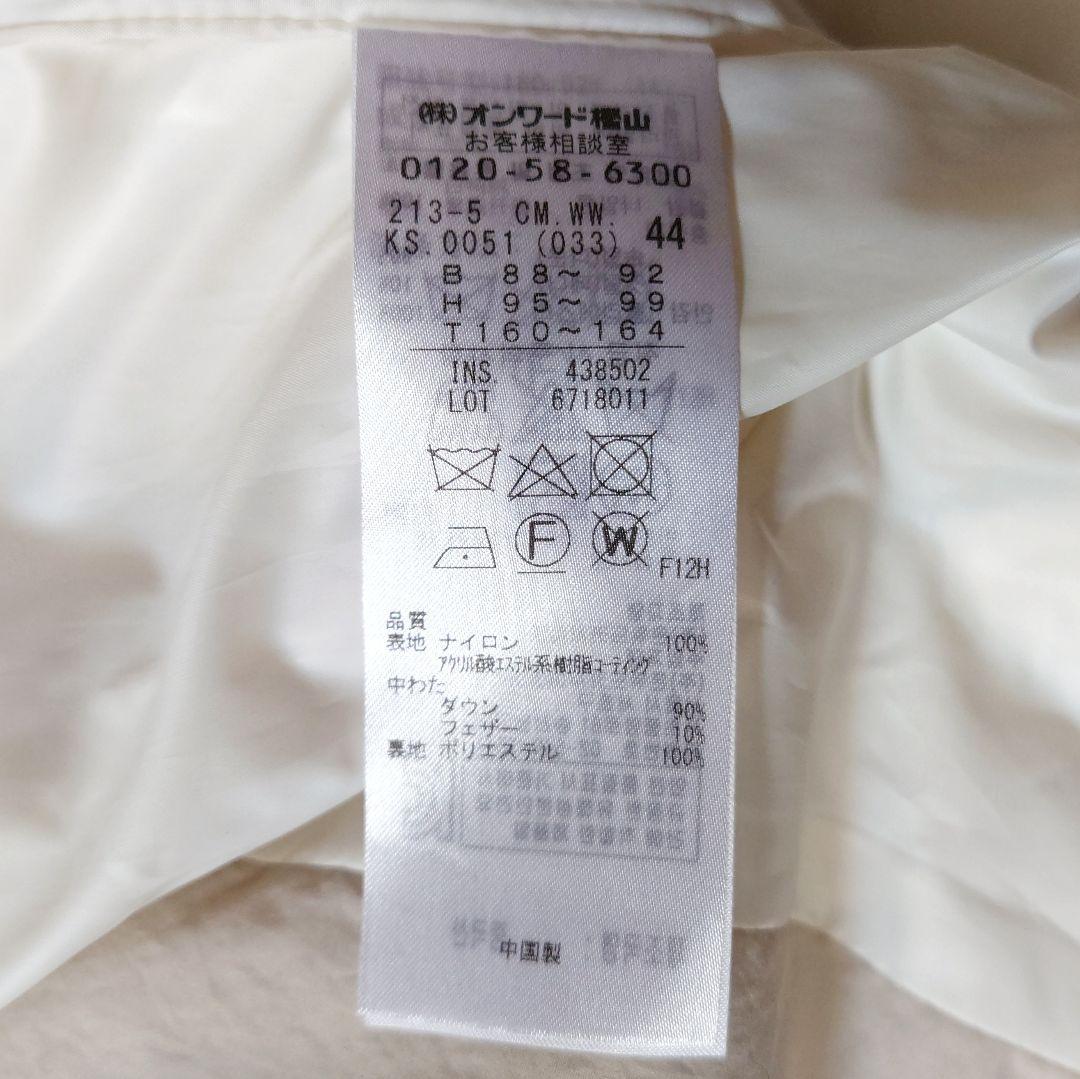 (株)オンワード樫山
お客様相談室
0120-58-6300
213-5 CM.WW.
KS.0051 (033) 44
B 88～ 92
H 95～ 99
T160～164
INS. 438502
LOT 6718011
F
W
F12H
品質
表地 ナイロン 100%
アクリル酸エステル系樹脂コーティング
中わた
ダウン 90%
フェザー 10%
裏地 ポリエステル 100%
中国製